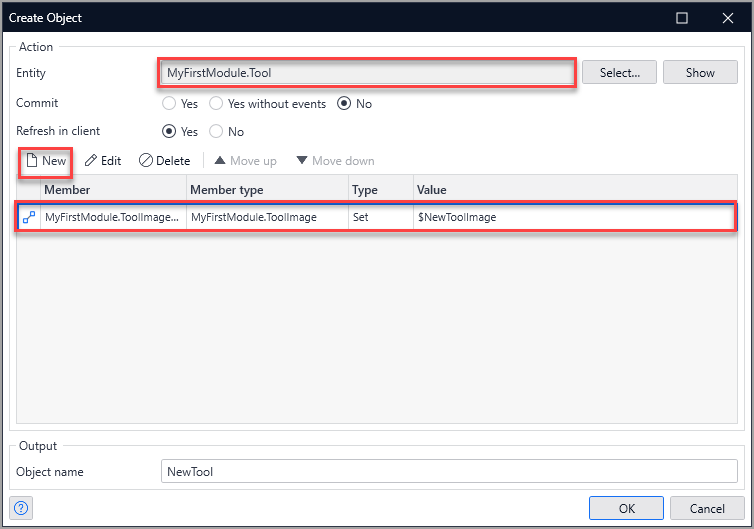 Create Object
Action
Entity MyFirstModule.Tool Select... Show
Commit Yes Yes without events No
Refresh in client Yes No
New Edit Delete Move up Move down
Member Member type Type Value
MyFirstModule.ToolImage... MyFirstModule.ToolImage Set $NewToolImage
Output
Object name NewTool
? OK Cancel